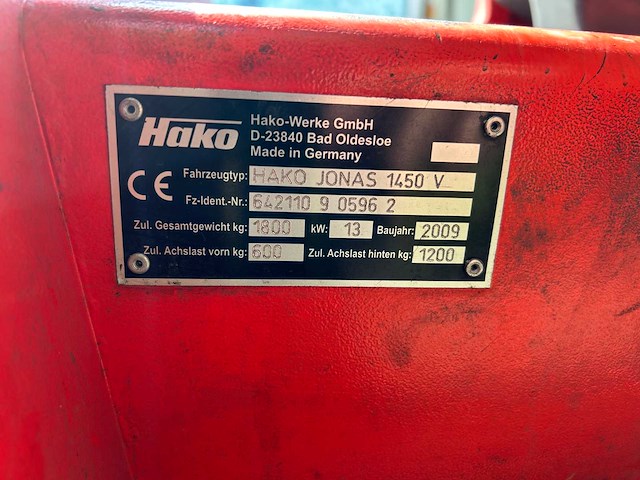 Hako
Hako-Werke GmbH
D-23840 Bad Oldesloe
Made in Germany
CE
Fahrzeugtyp: HAKO JONAS 1450 V
Fz-Ident.-Nr.: 642110 9 0596 2
Zul. Gesamtgewicht kg: 1800 kW: 13 Baujahr: 2009
Zul. Achslast vorn kg: 600 Zul. Achslast hinten kg: 1200